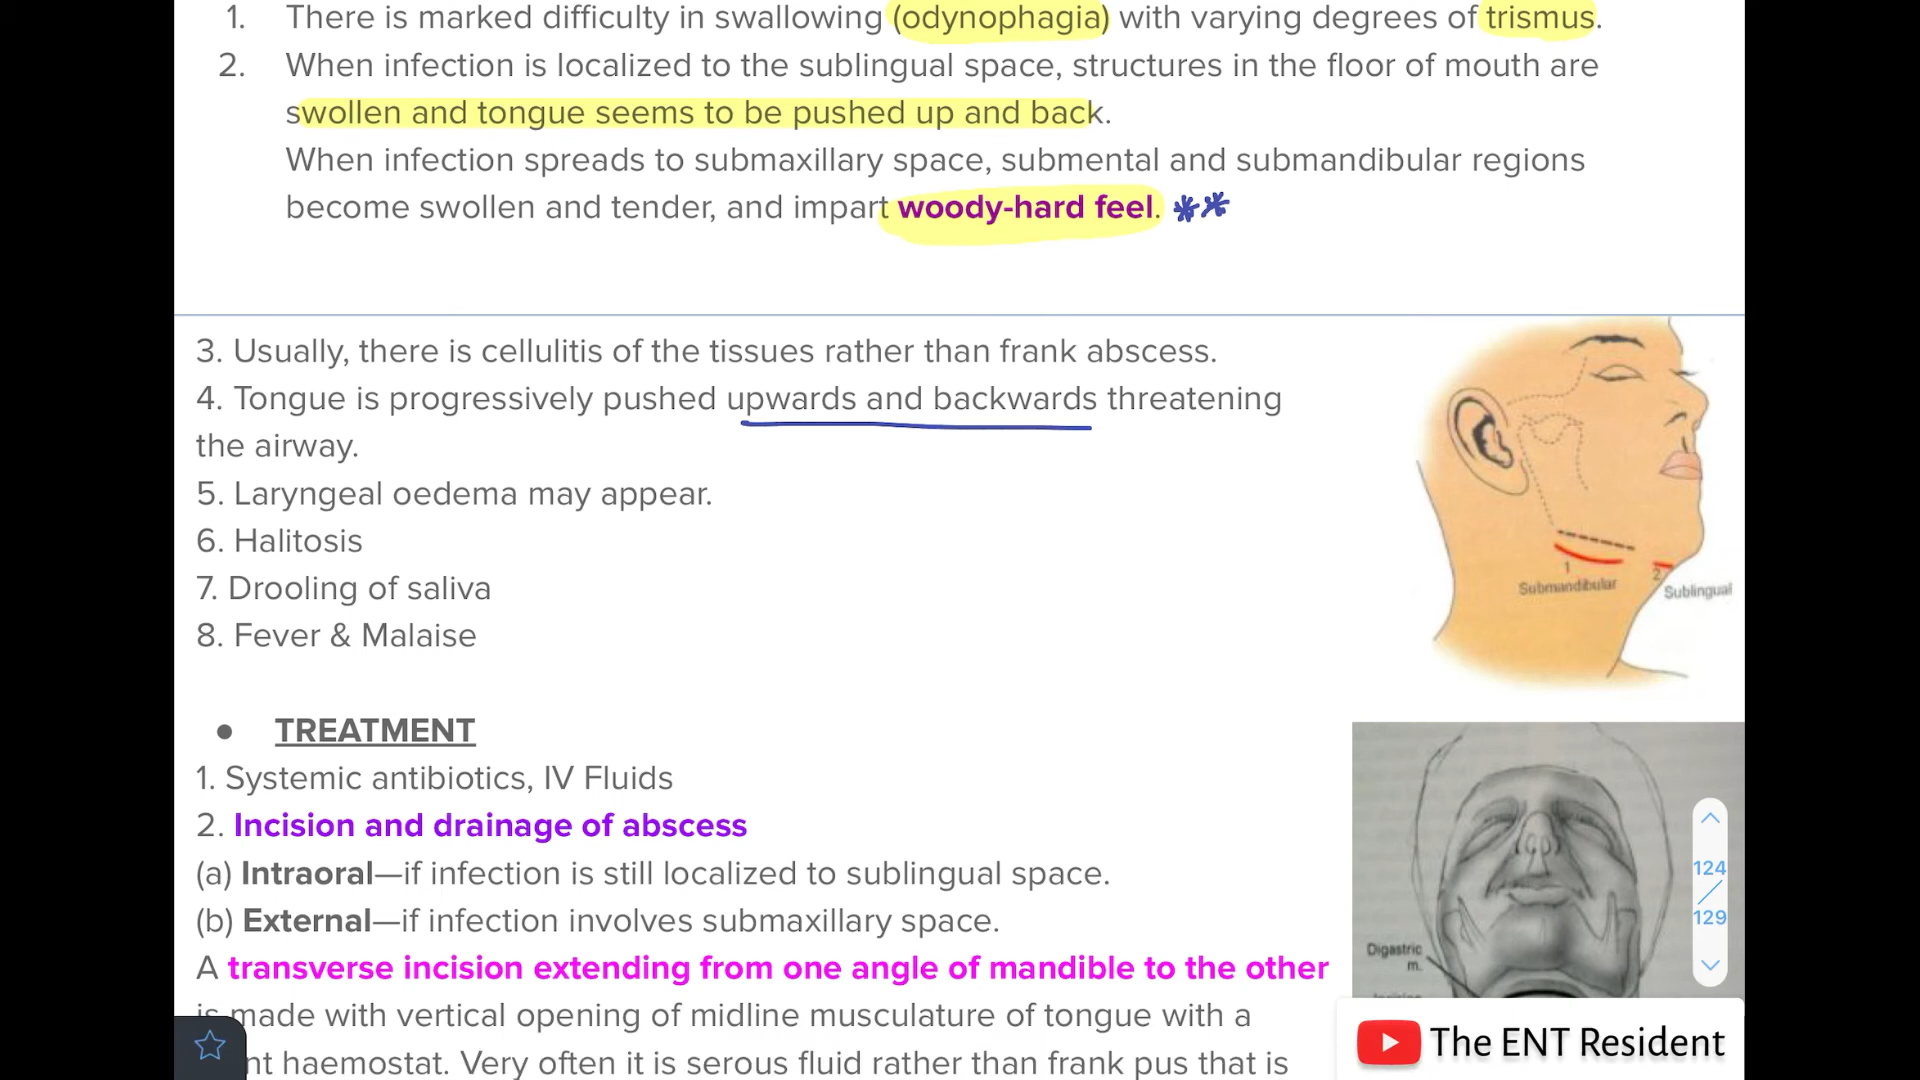 1. There is marked difficulty in swallowing (odynophagia) with varying degrees of trismus.
2. When infection is localized to the sublingual space, structures in the floor of mouth are
swollen and tongue seems to be pushed up and back.
When infection spreads to submaxillary space, submental and submandibular regions
become swollen and tender, and impart woody-hard feel. **
3. Usually, there is cellulitis of the tissues rather than frank abscess.
4. Tongue is progressively pushed upwards and backwards threatening
the airway.
5. Laryngeal oedema may appear.
6. Halitosis
7. Drooling of saliva
8. Fever & Malaise
1
Submandibular
2
Sublingual
● TREATMENT
1. Systemic antibiotics, IV Fluids
2. Incision and drainage of abscess
(a) Intraoral—if infection is still localized to sublingual space.
(b) External—if infection involves submaxillary space.
A transverse incision extending from one angle of mandible to the other
is made with vertical opening of midline musculature of tongue with a
nt haemostat. Very often it is serous fluid rather than frank pus that is
Digastric
m.
124
129
The ENT Resident